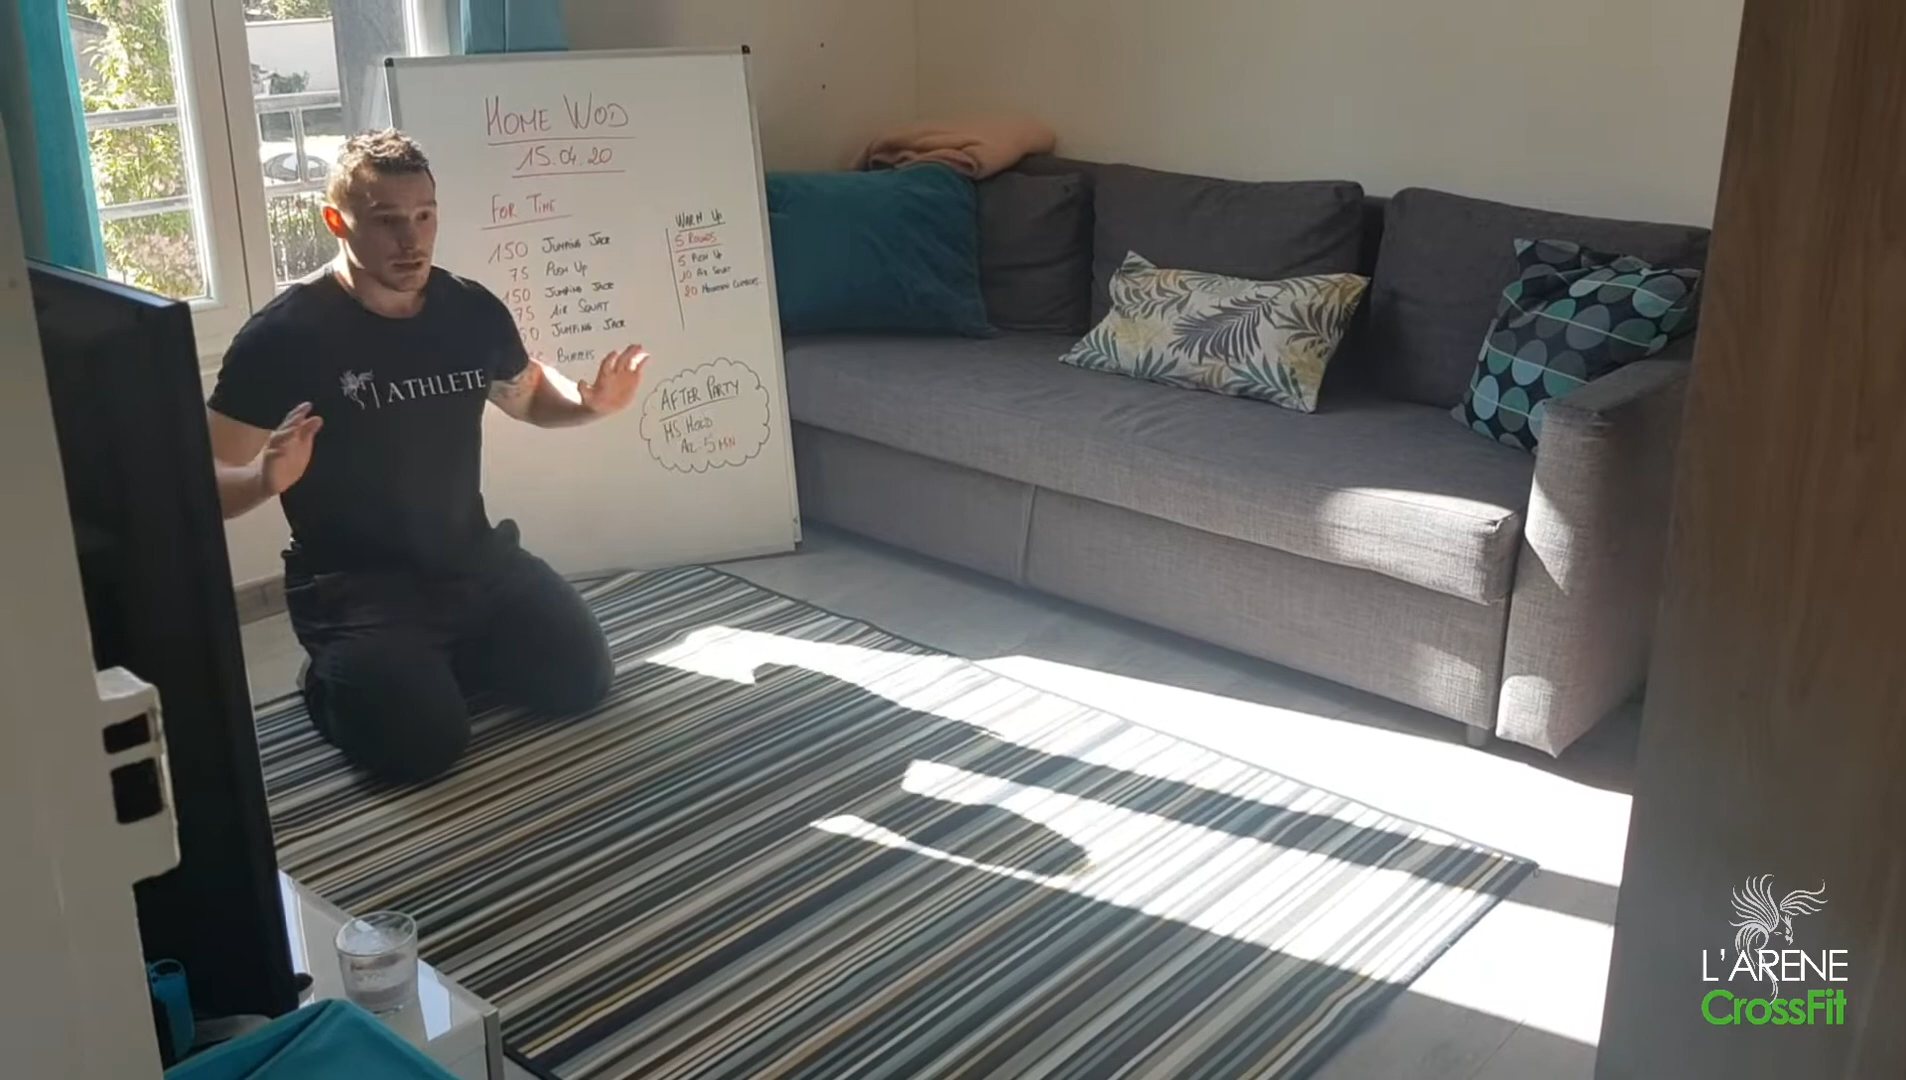 HOME WOD
15.04.20
FOR TIME
150 JUMPING JACK
75 PUSH UP
150 JUMPING JACK
75 AIR SQUAT
JUMPING JACK
BURPEES
WARM UP
5 ROUNDS
5 PUSH UP
10 AIR SQUAT
20 MOUNTAIN CLIMBERS
AFTER PARTY
HS HOLD
5 MIN
ATHLETE
L'ARENE
CrossFit